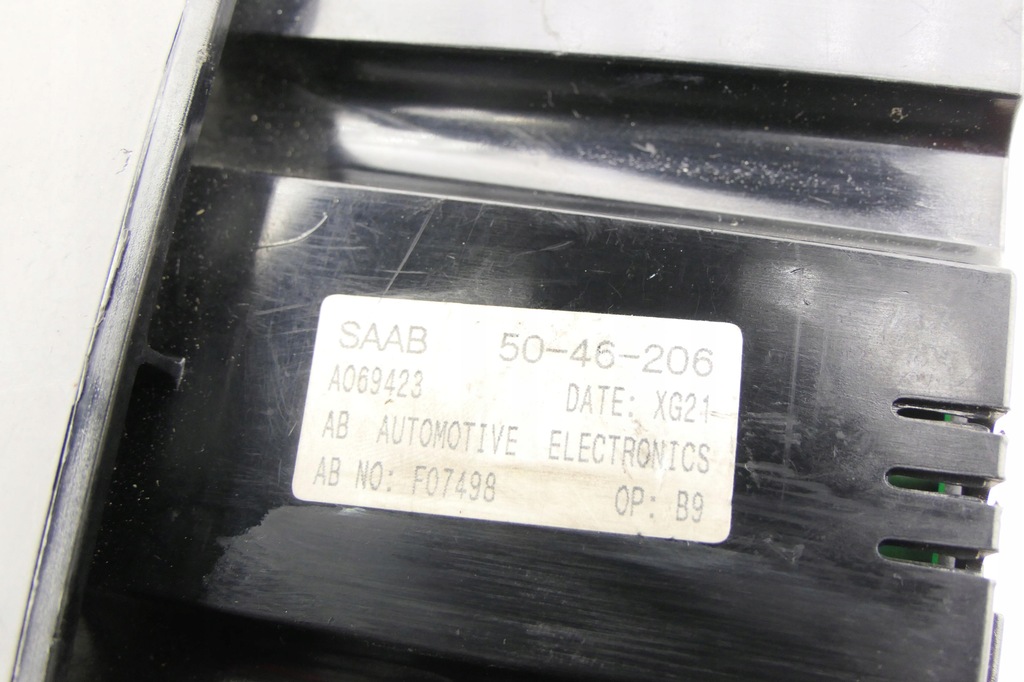 SAAB 50-46-206
A069423 DATE: XG21
AB AUTOMOTIVE ELECTRONICS
AB NO: F07498 OP: B9